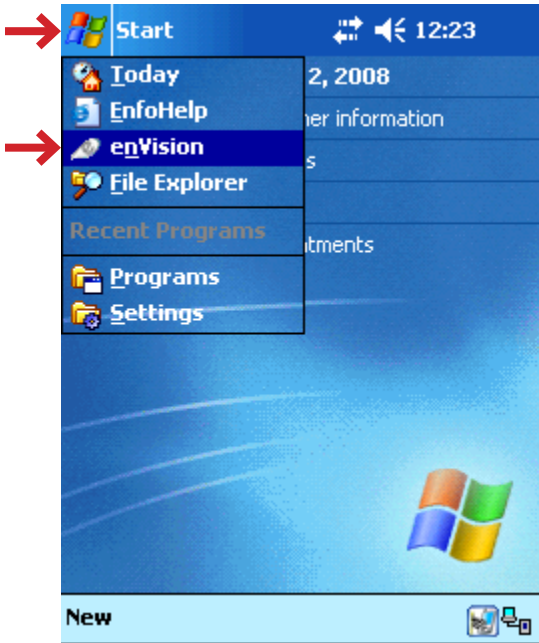 Start 12:23
Today
2, 2008
EnfoHelp
ner information
enVision
s
File Explorer
Recent Programs
tments
Programs
Settings
New